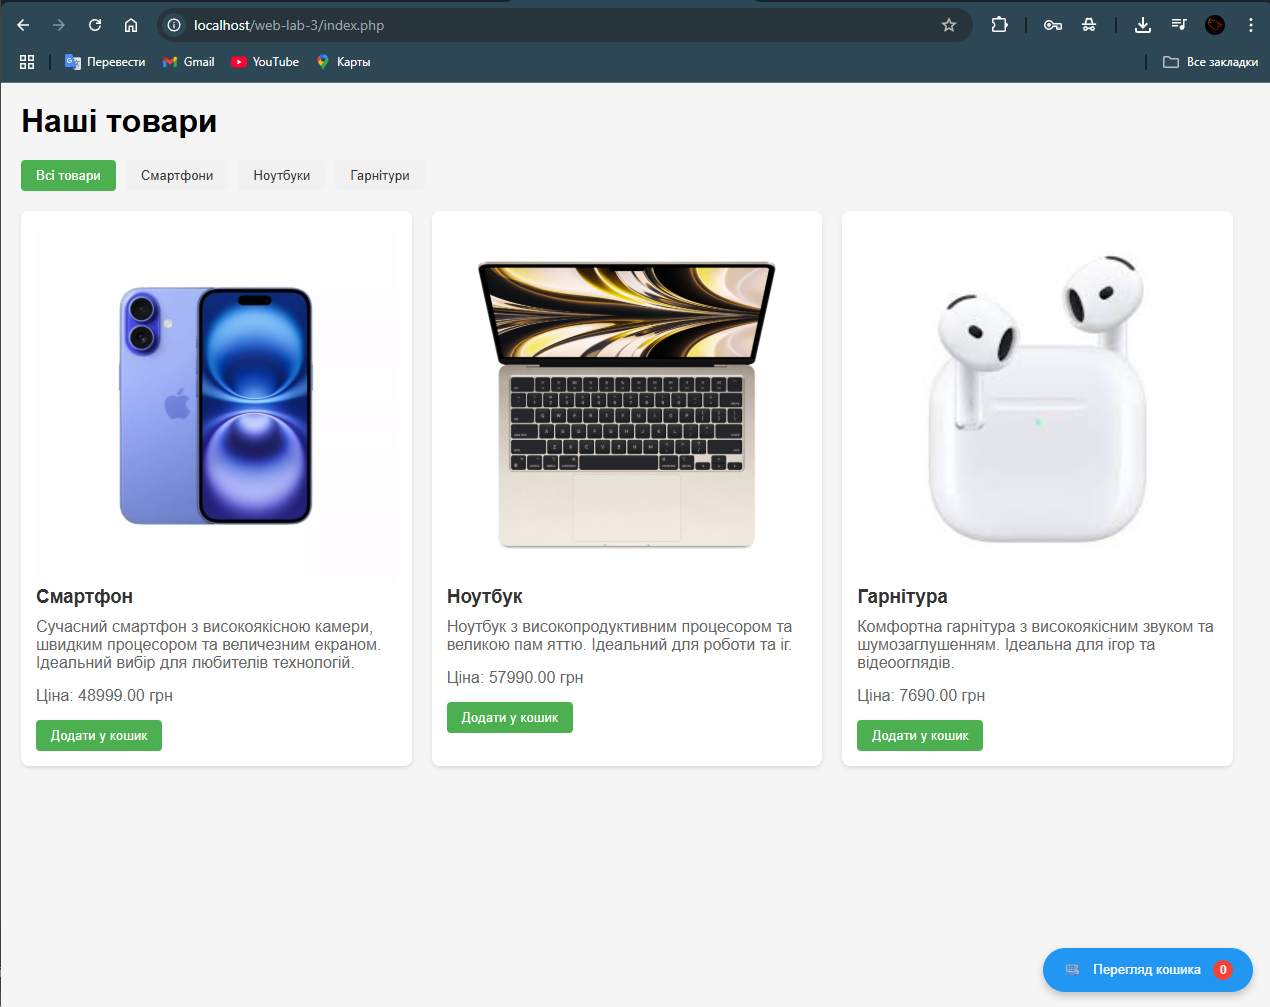 localhost/web-lab-3/index.php
Перевести Gmail YouTube Карты Все закладки
Наші товари
Всі товари Смартфони Ноутбуки Гарнітури
Смартфон
Сучасний смартфон з високоякісною камери,
швидким процесором та величезним екраном.
Ідеальний вибір для любителів технологій.
Ціна: 48999.00 грн
Додати у кошик
Ноутбук
Ноутбук з високопродуктивним процесором та
великою пам яттю. Ідеальний для роботи та іг.
Ціна: 57990.00 грн
Додати у кошик
Гарнітура
Комфортна гарнітура з високоякісним звуком та
шумозаглушенням. Ідеальна для ігор та
відеооглядів.
Ціна: 7690.00 грн
Додати у кошик
Перегляд кошика 0